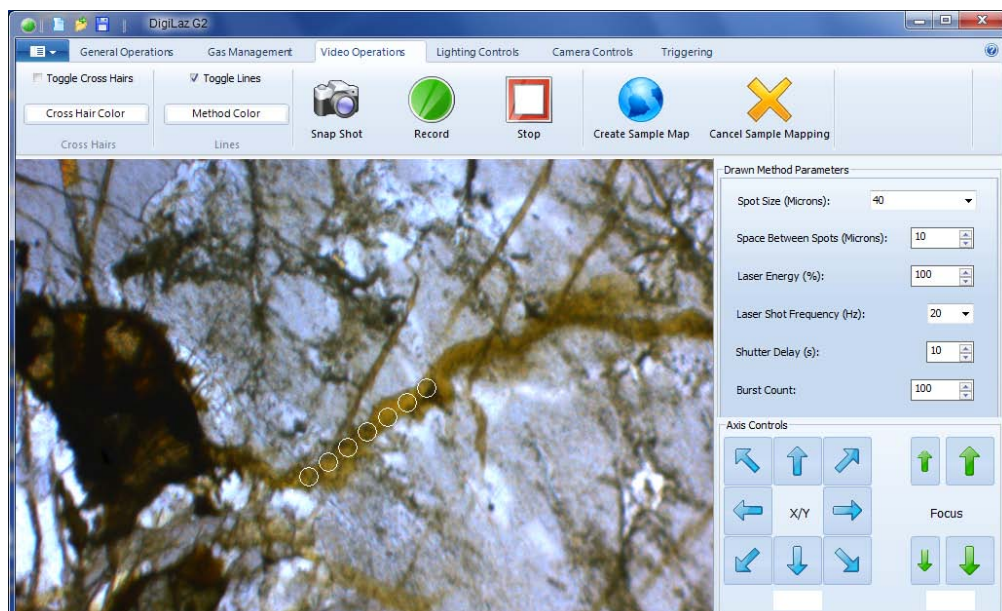 DigiLaz G2
General Operations Gas Management Video Operations Lighting Controls Camera Controls Triggering
Toggle Cross Hairs
Toggle Lines
Cross Hair Color
Method Color
Snap Shot
Record
Stop
Create Sample Map
Cancel Sample Mapping
Cross Hairs
Lines
Drawn Method Parameters
Spot Size (Microns): 40
Space Between Spots (Microns): 10
Laser Energy (%): 100
Laser Shot Frequency (Hz): 20
Shutter Delay (s): 10
Burst Count: 100
Axis Controls
X/Y
Focus